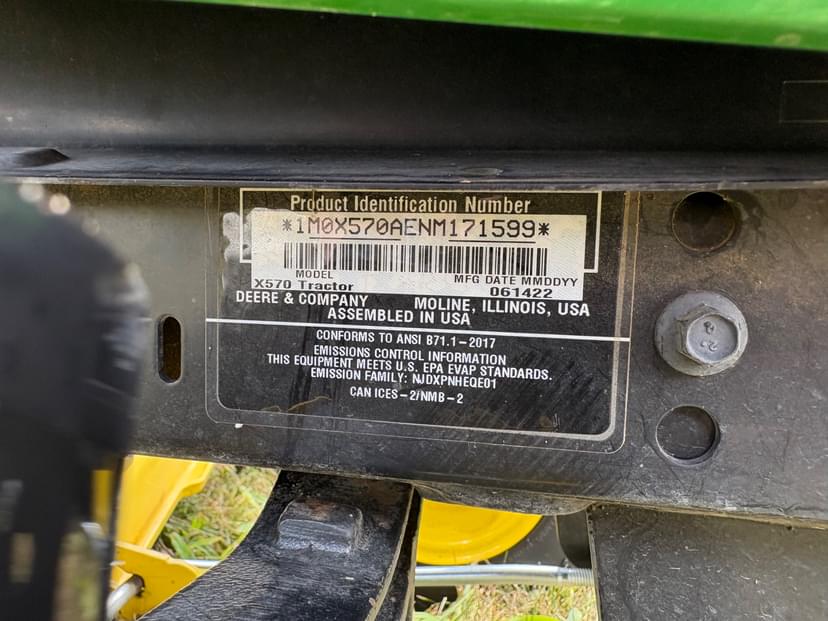 Product Identification Number
*1M0X570AENM171599*
MODEL
MFG DATE MMDDYY
X570 Tractor
061422
DEERE & COMPANY MOLINE, ILLINOIS, USA
ASSEMBLED IN USA
CONFORMS TO ANSI B71.1-2017
EMISSIONS CONTROL INFORMATION
THIS EQUIPMENT MEETS U.S. EPA EVAP STANDARDS.
EMISSION FAMILY: NJDXPNHEQE01
CAN ICES-2/NMB-2